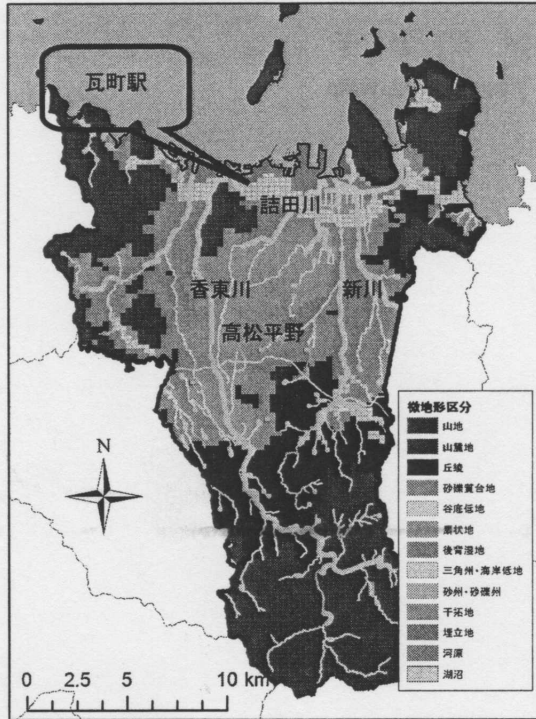 瓦町駅
詰田川
香東川
新川
高松平野
N
微地形区分
山地
山麓地
丘陵
砂礫質台地
谷底低地
扇状地
後背湿地
三角州・海岸低地
砂州・砂礫州
干拓地
埋立地
河原
湖沼
0 2.5 5 10 km